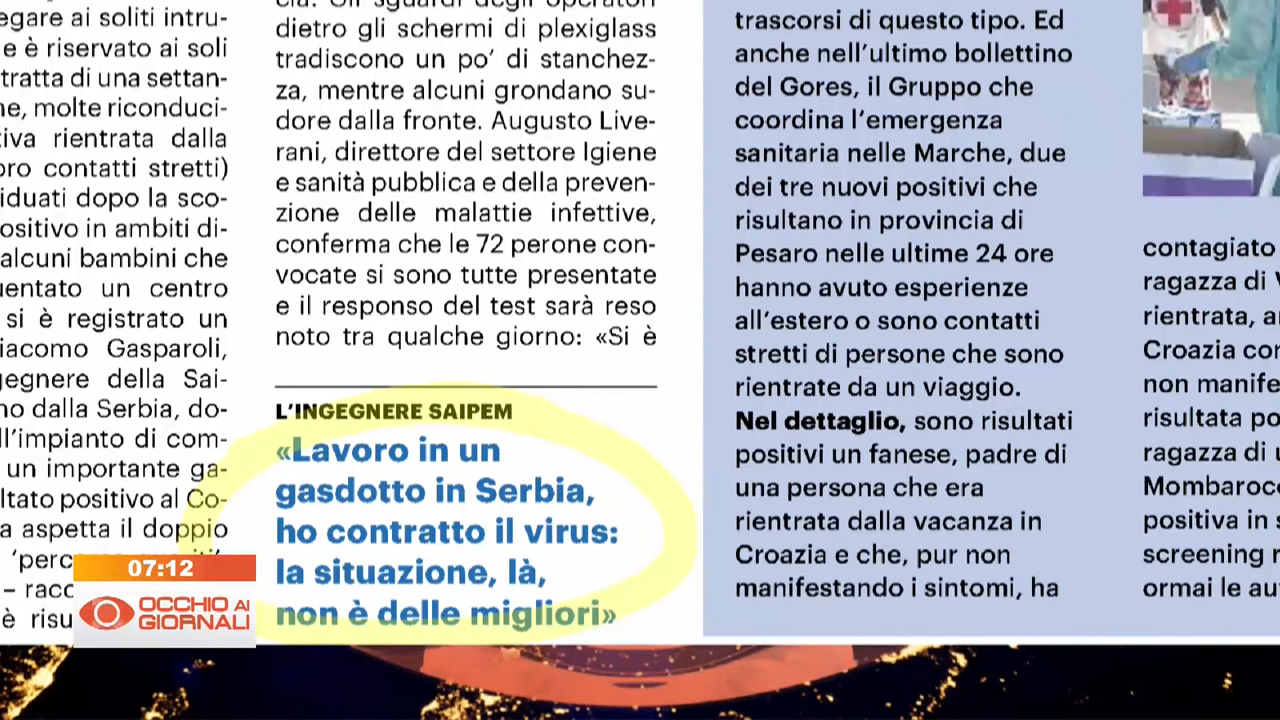 egare ai soliti intru-
e è riservato ai soli
tratta di una settan-
ne, molte riconduci-
tiva rientrata dalla
oro contatti stretti)
iduati dopo la sco-
ositivo in ambiti di-
alcuni bambini che
uentato un centro
si è registrato un
iacomo Gasparoli,
gegnere della Sai-
no dalla Serbia, do-
ll'impianto di com-
un importante ga-
ltato positivo al Co-
a aspetta il doppio
– racc
è risu
dietro gli schermi di plexiglass
tradiscono un po' di stanchez-
za, mentre alcuni grondano su-
dore dalla fronte. Augusto Live-
rani, direttore del settore Igiene
e sanità pubblica e della preven-
zione delle malattie infettive,
conferma che le 72 perone con-
vocate si sono tutte presentate
e il responso del test sarà reso
noto tra qualche giorno: «Si è
L'INGEGNERE SAIPEM
«Lavoro in un
gasdotto in Serbia,
ho contratto il virus:
la situazione, là,
non è delle migliori»
trascorsi di questo tipo. Ed
anche nell'ultimo bollettino
del Gores, il Gruppo che
coordina l'emergenza
sanitaria nelle Marche, due
dei tre nuovi positivi che
risultano in provincia di
Pesaro nelle ultime 24 ore
hanno avuto esperienze
all'estero o sono contatti
stretti di persone che sono
rientrate da un viaggio.
Nel dettaglio, sono risultati
positivi un fanese, padre di
una persona che era
rientrata dalla vacanza in
Croazia e che, pur non
manifestando i sintomi, ha
contagiato
ragazza di V
rientrata, a
Croazia con
non manife
risultata po
ragazza di
Mombaroc
positiva in s
screening
ormai le au
07:12
OCCHIO AI
GIORNALI